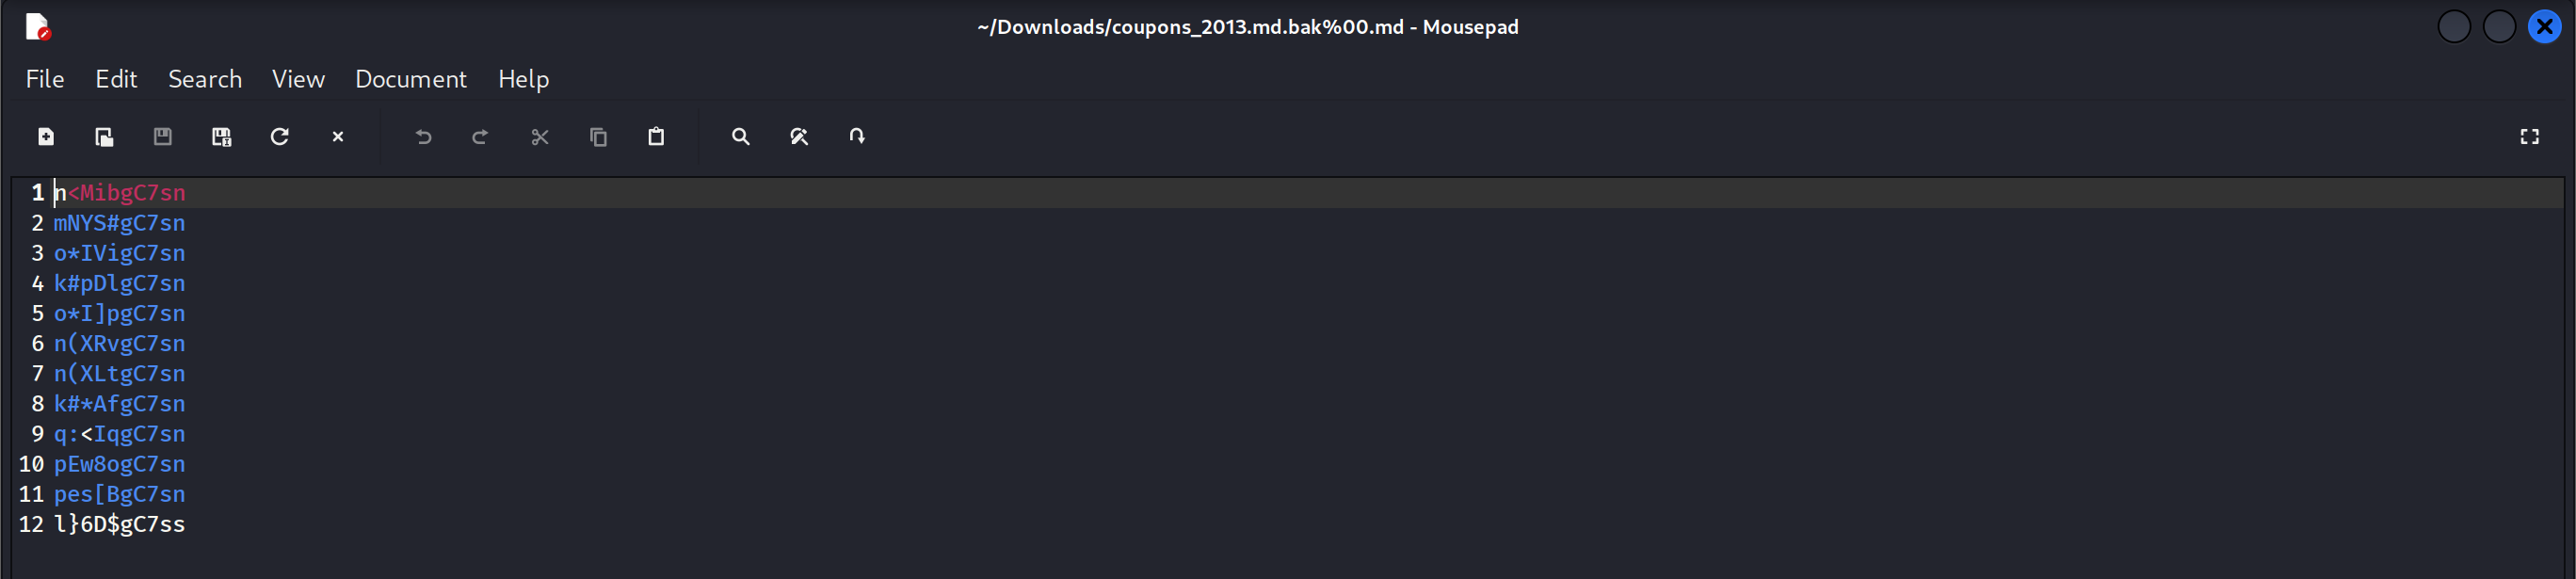 ~/Downloads/coupons_2013.md.bak%00.md - Mousepad
File Edit Search View Document Help
1 n<MibgC7sn
2 mNYS#gC7sn
3 o*IVigC7sn
4 k#pDlgC7sn
5 o*I]pgC7sn
6 n(XRvgC7sn
7 n(XLtgC7sn
8 k#*AfgC7sn
9 q:<IqgC7sn
10 pEw8ogC7sn
11 pes[BgC7sn
12 l}6D$gC7ss